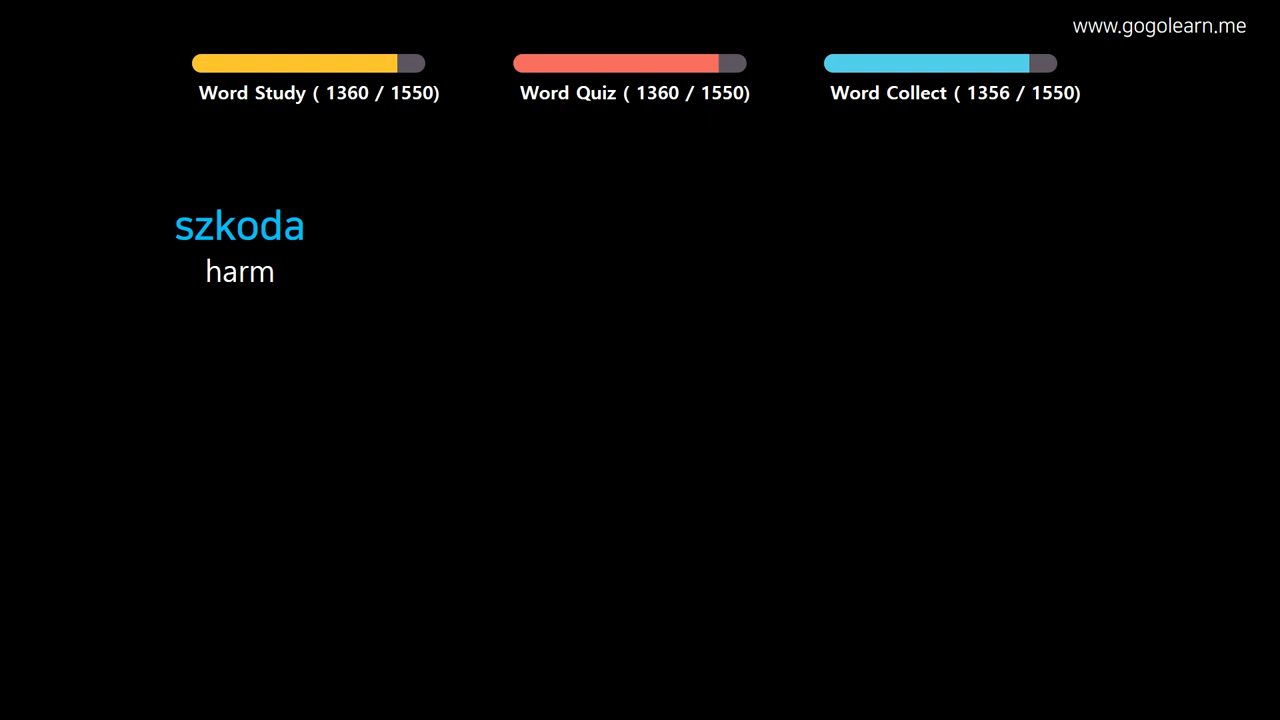 www.gogolearn.me
Word Study ( 1360 / 1550)
Word Quiz ( 1360 / 1550)
Word Collect ( 1356 / 1550)
szkoda
harm